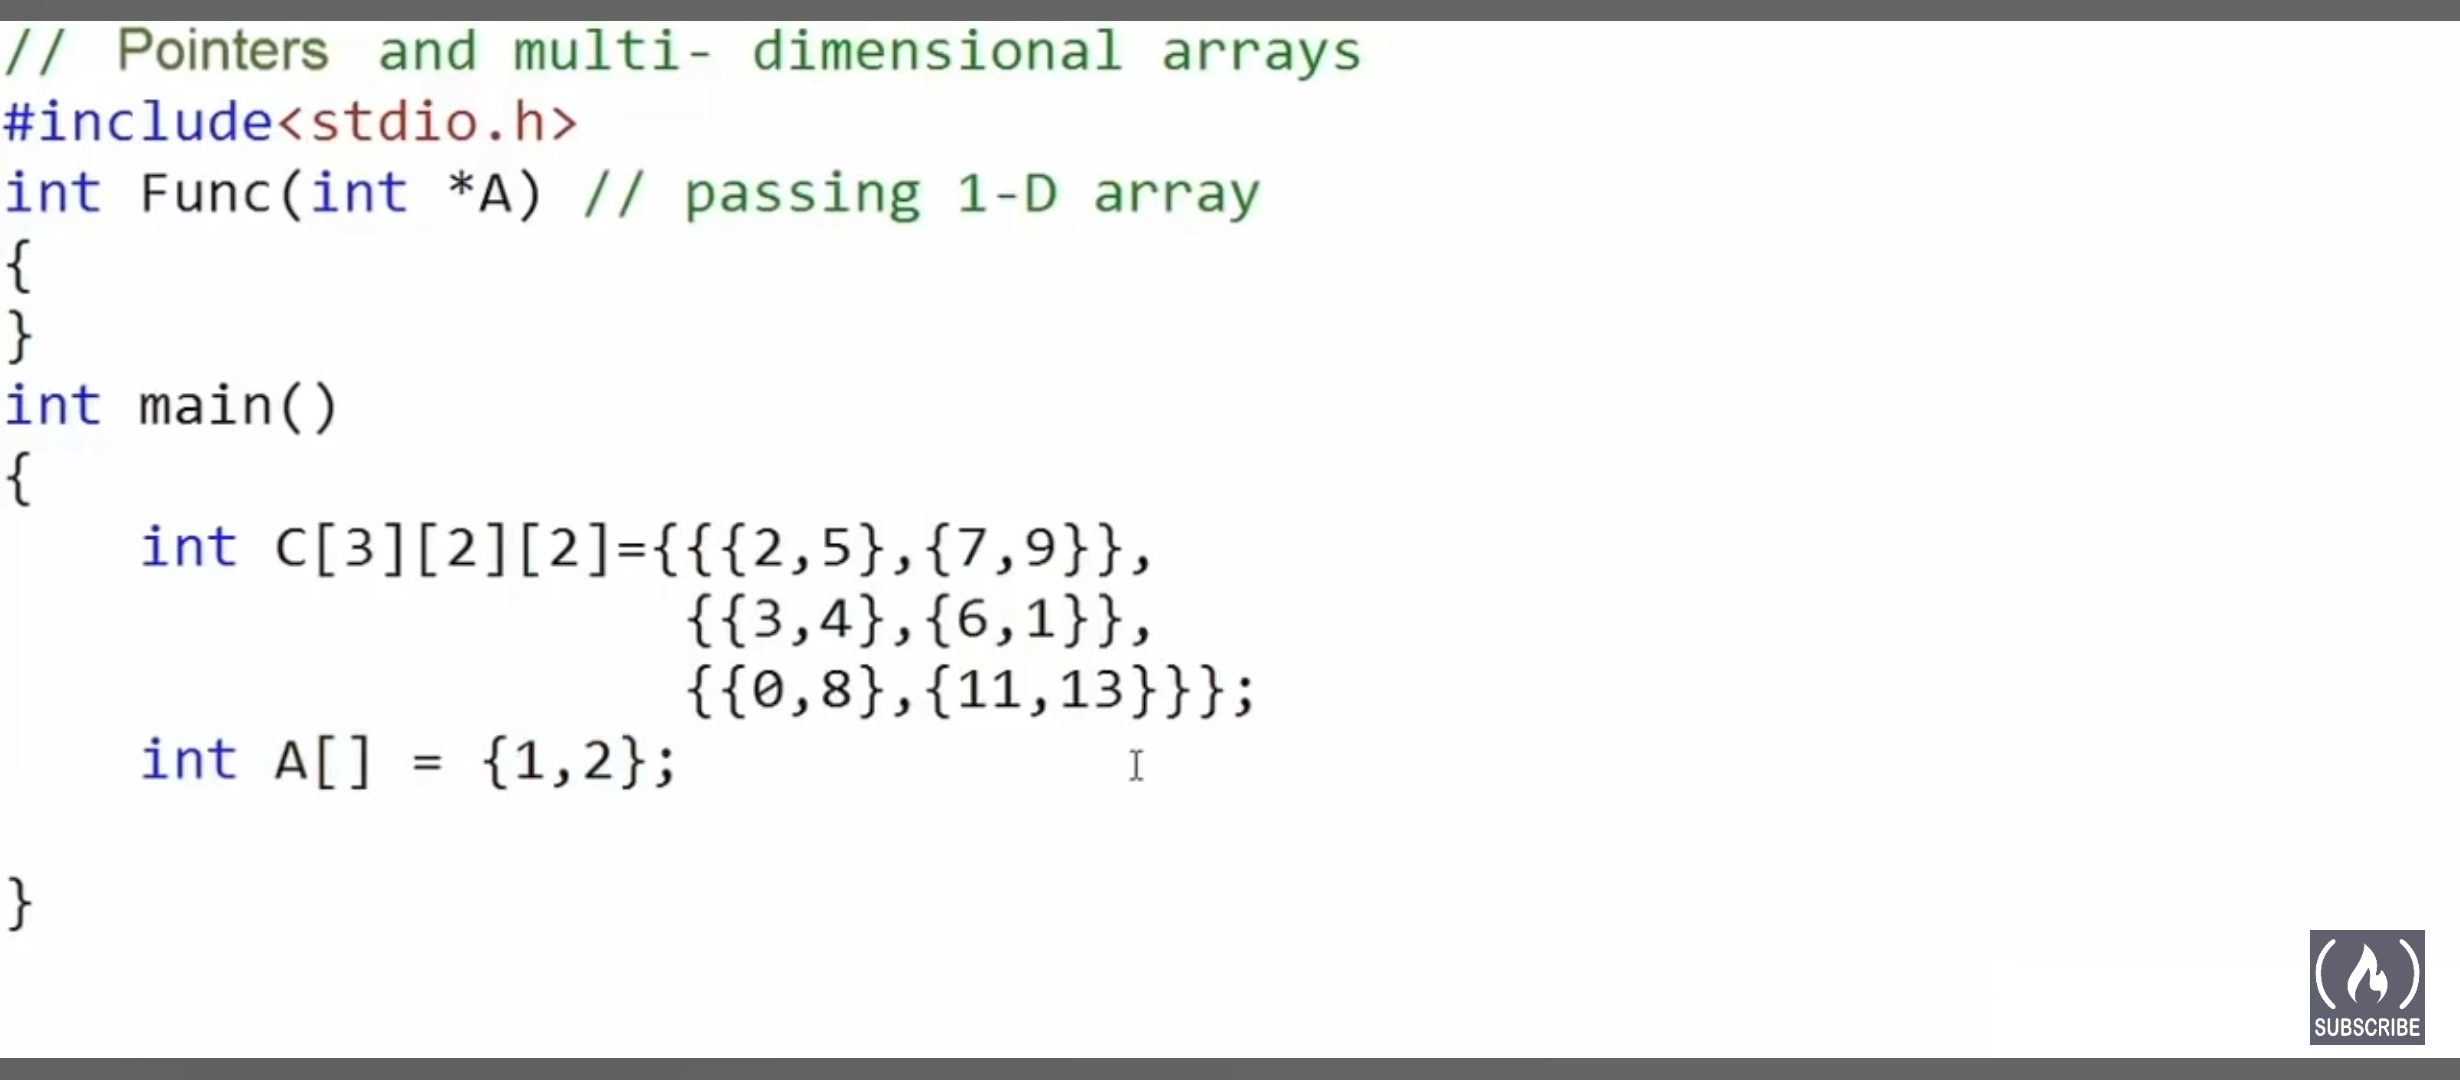 // Pointers and multi- dimensional arrays
#include<stdio.h>
int Func(int *A) // passing 1-D array
{
}
int main()
{
    int C[3][2][2]={{{2,5},{7,9}},
                    {{3,4},{6,1}},
                    {{0,8},{11,13}}};
    int A[] = {1,2};
}
SUBSCRIBE